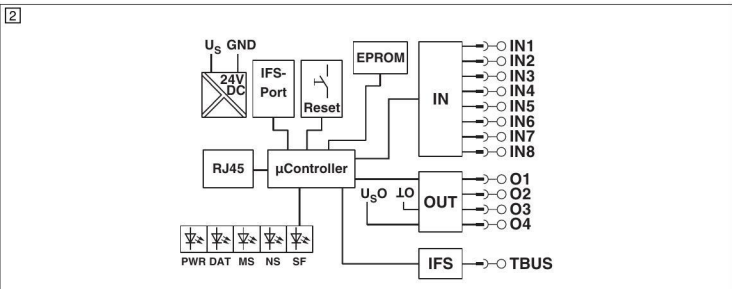 2
US GND
24V
DC
IFS-
Port
Reset
EPROM
IN
IN1
IN2
IN3
IN4
IN5
IN6
IN7
IN8
RJ45
µController
USO
⊥O
OUT
O1
O2
O3
O4
PWR DAT MS NS SF
IFS
TBUS